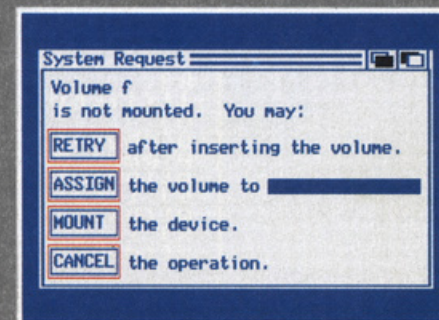 System Request
Volume f
is not mounted.  You may:
RETRY after inserting the volume.
ASSIGN the volume to
MOUNT the device.
CANCEL the operation.